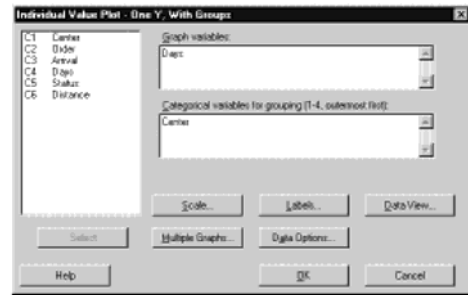 Individual Value Plot - One Y, With Groups
C1 Center
C2 Order
C3 Arrival
C4 Days
C5 Status
C6 Distance
Graph variables:
Days
Categorical variables for grouping (1-4, outermost first):
Center
Scale... Labels... Data View...
Select Multiple Graphs... Data Options...
Help OK Cancel